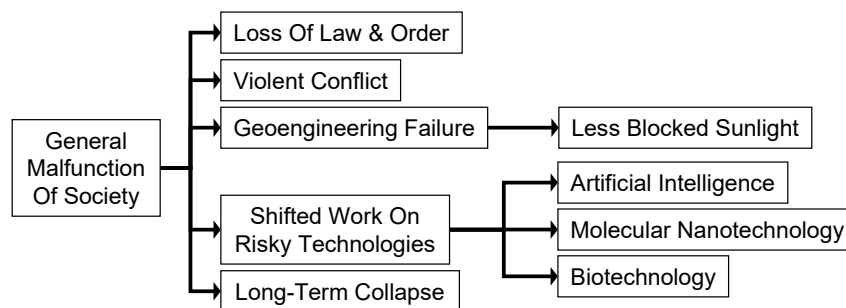 Loss Of Law & Order
Violent Conflict
General
Malfunction
Of Society
Geoengineering Failure
Less Blocked Sunlight
Shifted Work On
Risky Technologies
Artificial Intelligence
Molecular Nanotechnology
Biotechnology
Long-Term Collapse